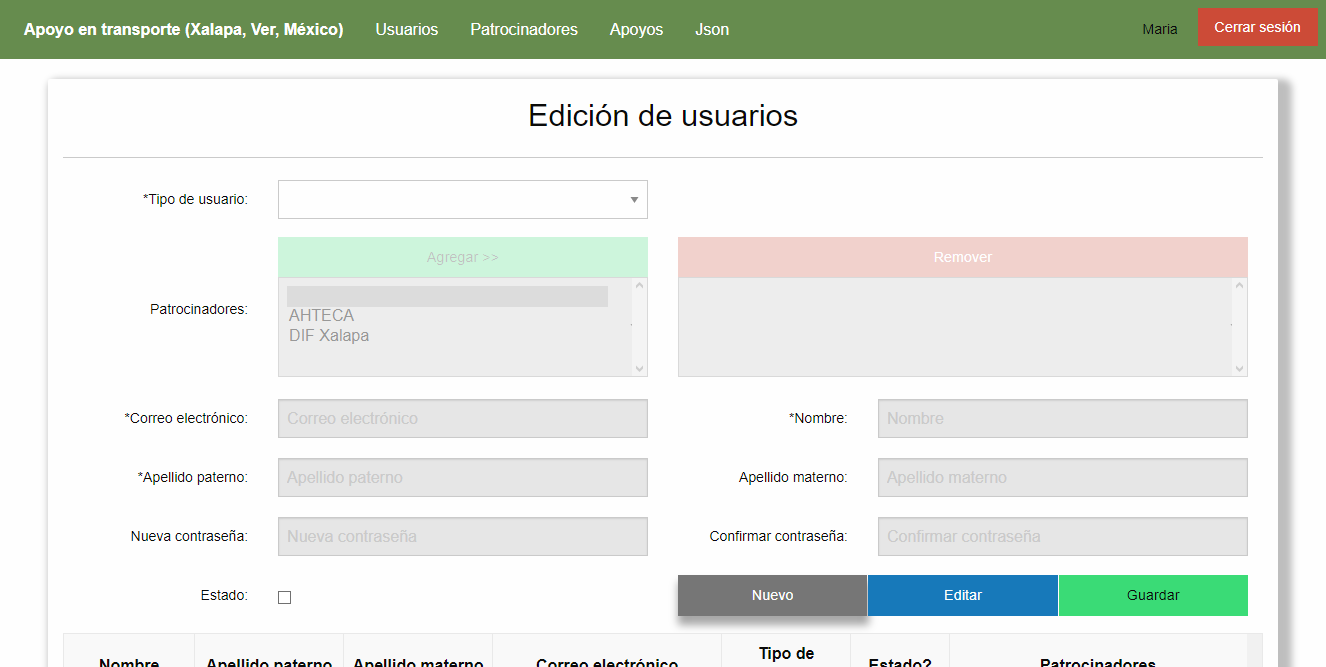 Apoyo en transporte (Xalapa, Ver, México) Usuarios Patrocinadores Apoyos Json Maria Cerrar sesión
Edición de usuarios
*Tipo de usuario:
Agregar >> Remover
Patrocinadores:
AHTECA
DIF Xalapa
*Correo electrónico: Correo electrónico *Nombre: Nombre
*Apellido paterno: Apellido paterno Apellido materno: Apellido materno
Nueva contraseña: Nueva contraseña Confirmar contraseña: Confirmar contraseña
Estado: Nuevo Editar Guardar
Tipo de
Nombre Apellido paterno Apellido materno Correo electrónico Estado? Patrocinadores